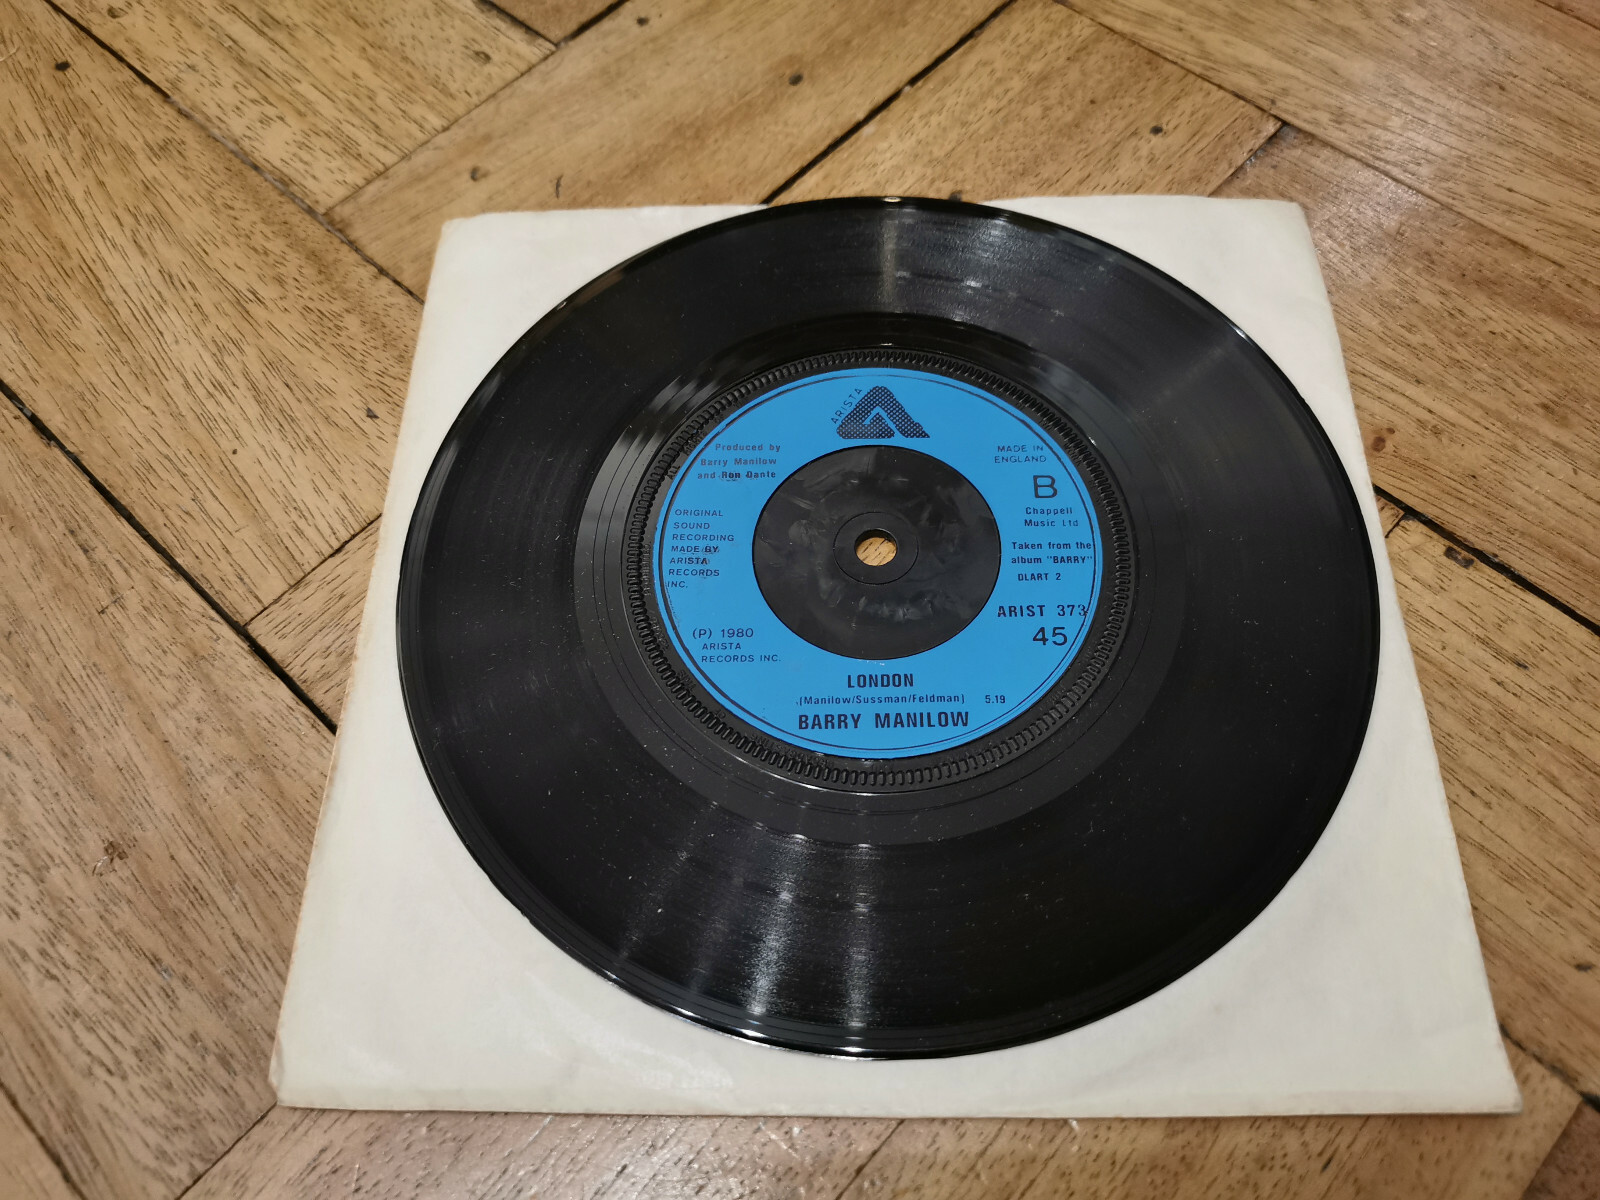 ARISTA
Produced by
Barry Manilow
and Ron Dante
MADE IN
ENGLAND
B
Chappell
Music Ltd
ORIGINAL
SOUND
RECORDING
MADE BY
ARISTA
RECORDS
INC.
Taken from the
album "BARRY"
DLART 2
ARIST 373
45
(P) 1980
ARISTA
RECORDS INC.
LONDON
(Manilow/Sussman/Feldman) 5.19
BARRY MANILOW